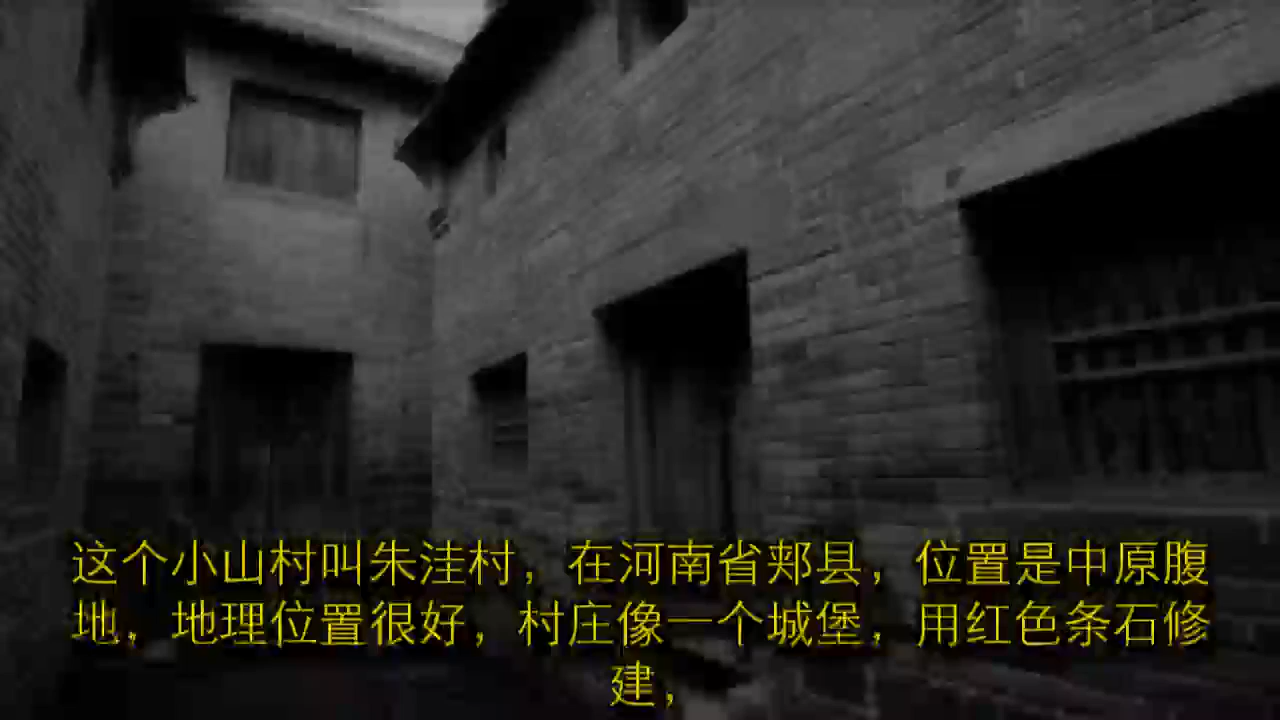 这个小山村叫朱洼村，在河南省郏县，位置是中原腹
地，地理位置很好，村庄像一个城堡，用红色条石修
建，